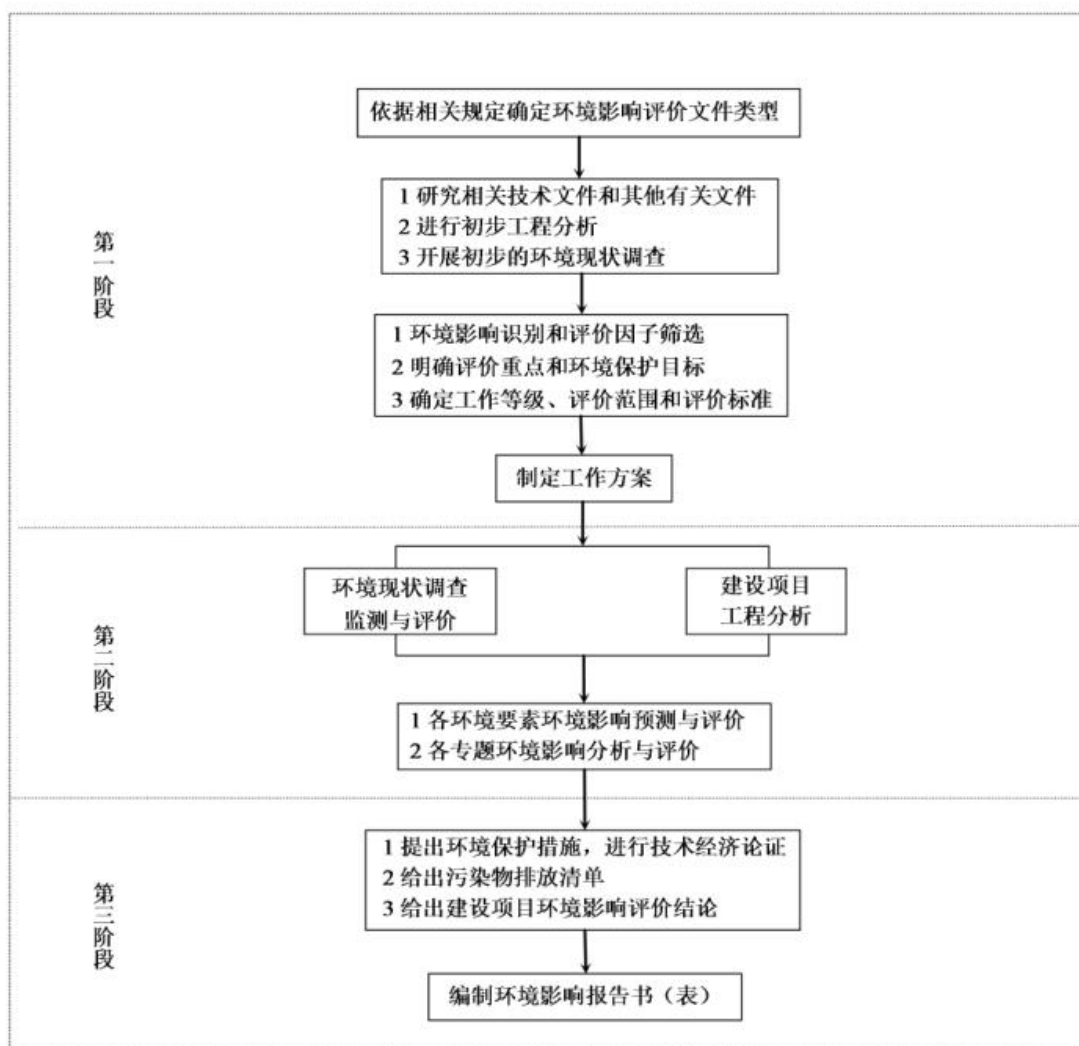 依据相关规定确定环境影响评价文件类型
1 研究相关技术文件和其他有关文件
2 进行初步工程分析
3 开展初步的环境现状调查
第一阶段
1 环境影响识别和评价因子筛选
2 明确评价重点和环境保护目标
3 确定工作等级、评价范围和评价标准
制定工作方案
环境现状调查
监测与评价
建设项目
工程分析
第二阶段
1 各环境要素环境影响预测与评价
2 各专题环境影响分析与评价
1 提出环境保护措施，进行技术经济论证
2 给出污染物排放清单
3 给出建设项目环境影响评价结论
第三阶段
编制环境影响报告书（表）